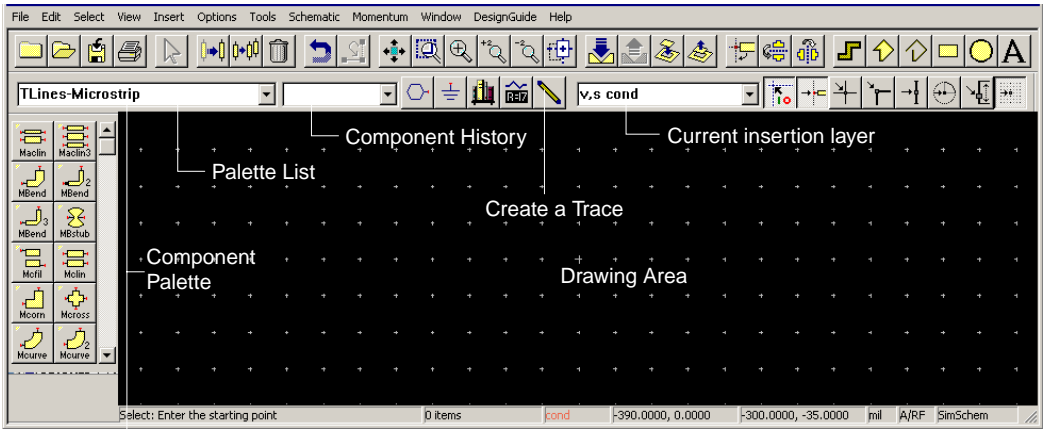 File Edit Select View Insert Options Tools Schematic Momentum Window DesignGuide Help
+2 -2 A
TLines-Microstrip v,s cond
Component History
Current insertion layer
Palette List
Create a Trace
Component
Palette
Drawing Area
Maclin Maclin3
MBend MBend
MBend MBstub
Mcfil Mclin
Mcorn Mcross
Mcurve Mcurve
Select: Enter the starting point 0 items cond -390.0000, 0.0000 -300.0000, -35.0000 mil A/RF SimSchem